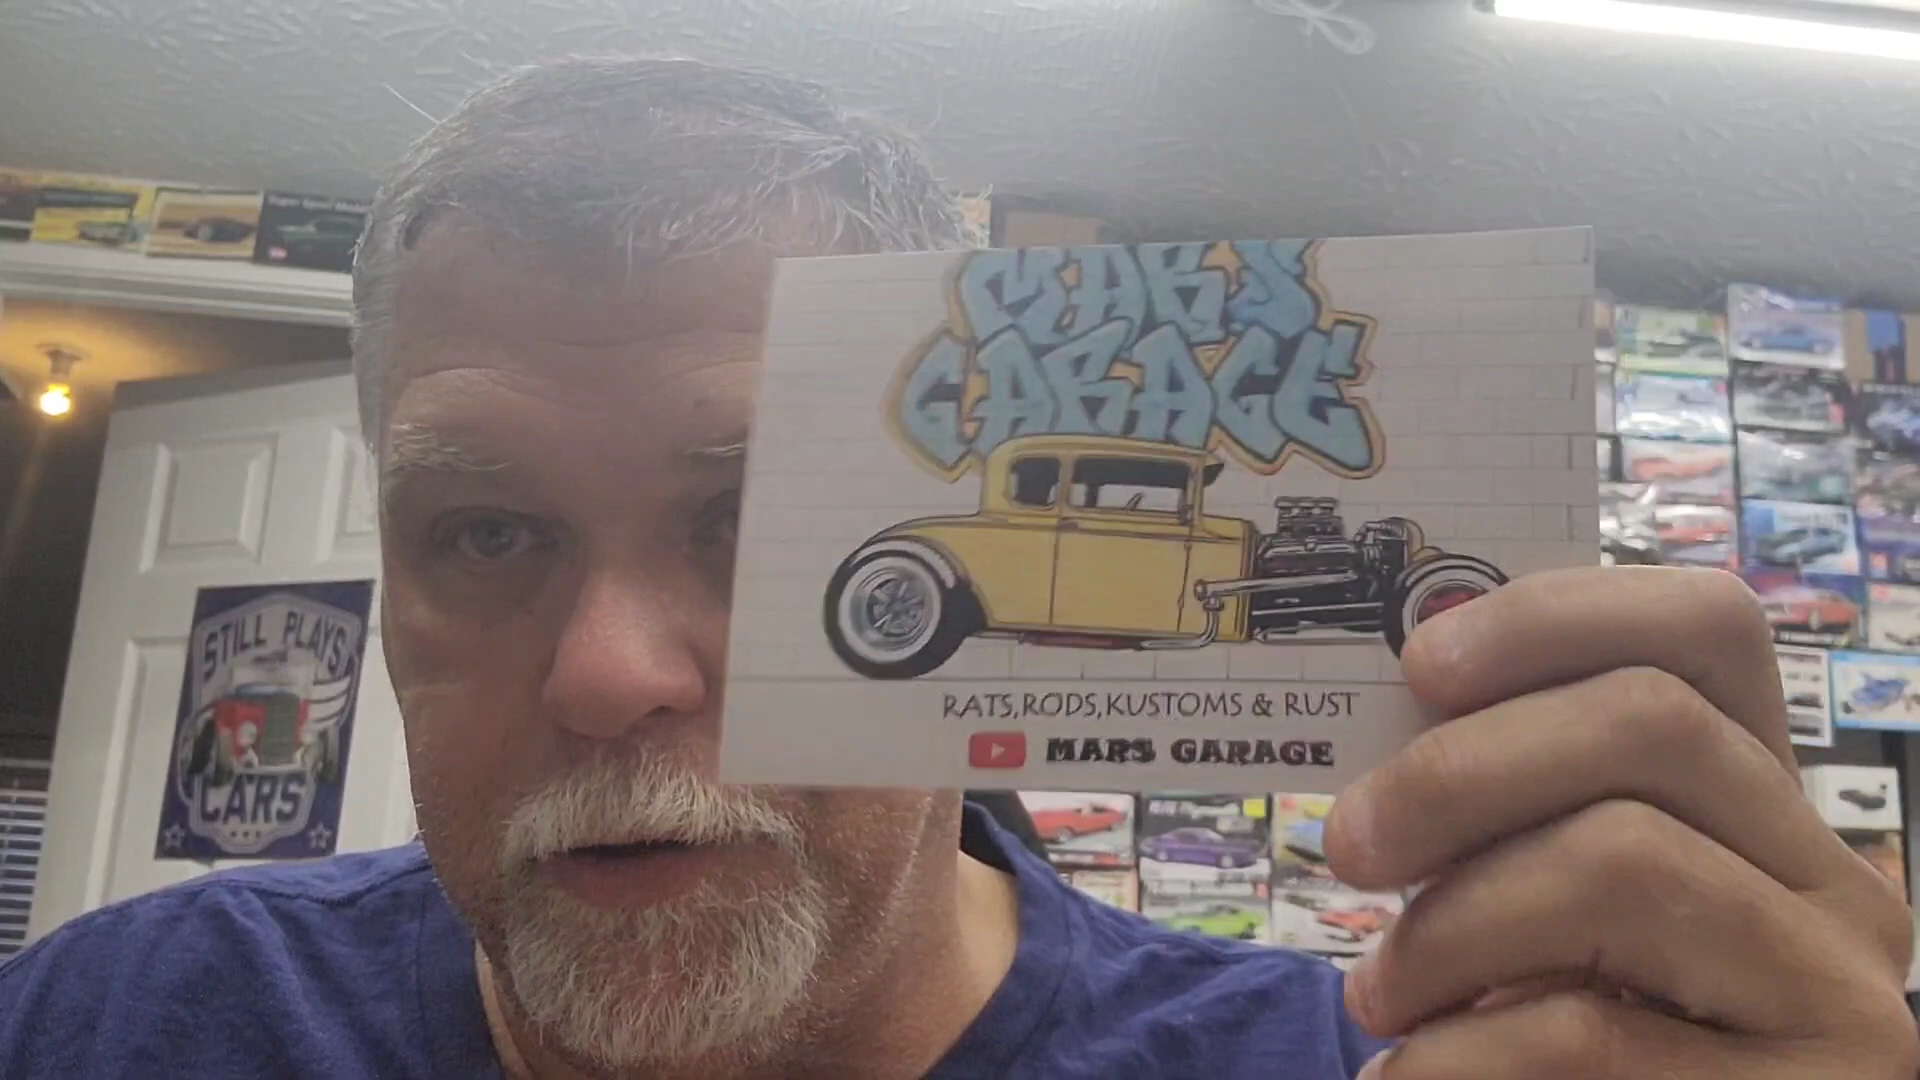 MARS
GARAGE
RATS,RODS,KUSTOMS & RUST
MARS GARAGE
STILL PLAYS
CARS